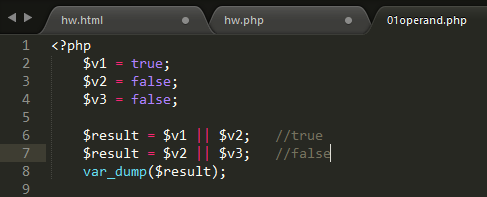 hw.html
hw.php
01operand.php
1 <?php
2 $v1 = true;
3 $v2 = false;
4 $v3 = false;
5
6 $result = $v1 || $v2; //true
7 $result = $v2 || $v3; //false
8 var_dump($result);
9